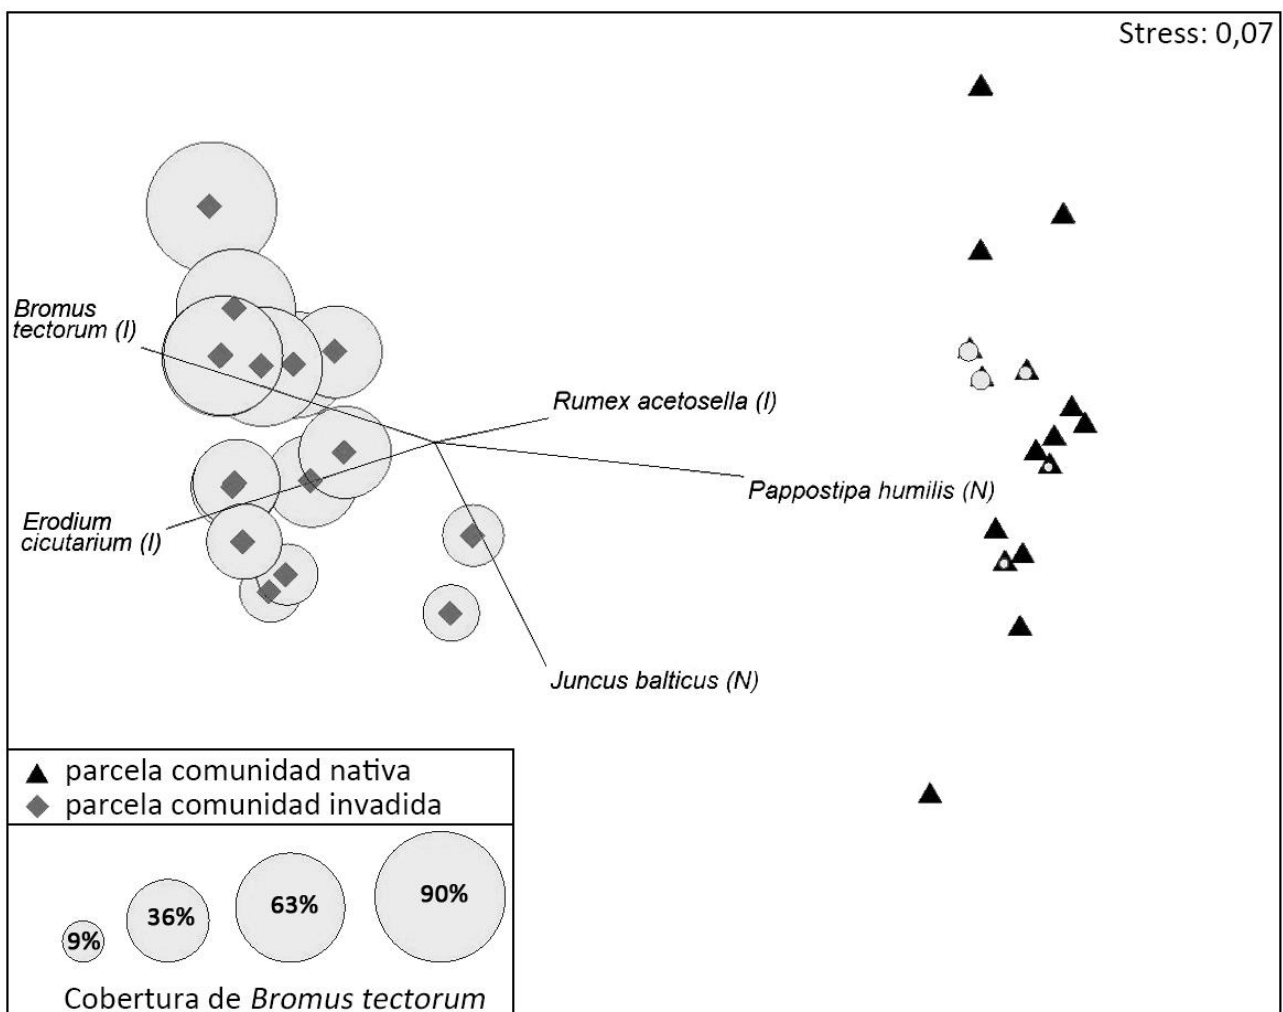 Stress: 0,07
Bromus
tectorum (I)
Rumex acetosella (I)
Pappostipa humilis (N)
Erodium
cicutarium (I)
Juncus balticus (N)
parcela comunidad nativa
parcela comunidad invadida
9%
36%
63%
90%
Cobertura de Bromus tectorum